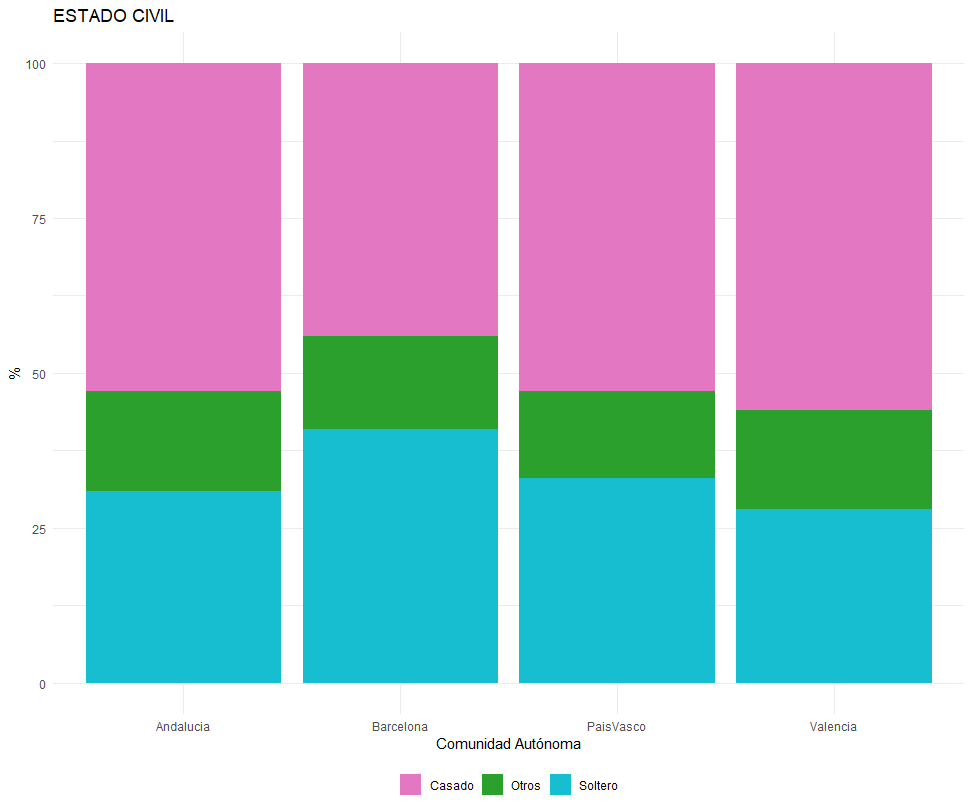 ESTADO CIVIL
100
75
50
25
0
%
Andalucia Barcelona PaisVasco Valencia
Comunidad Autónoma
Casado Otros Soltero